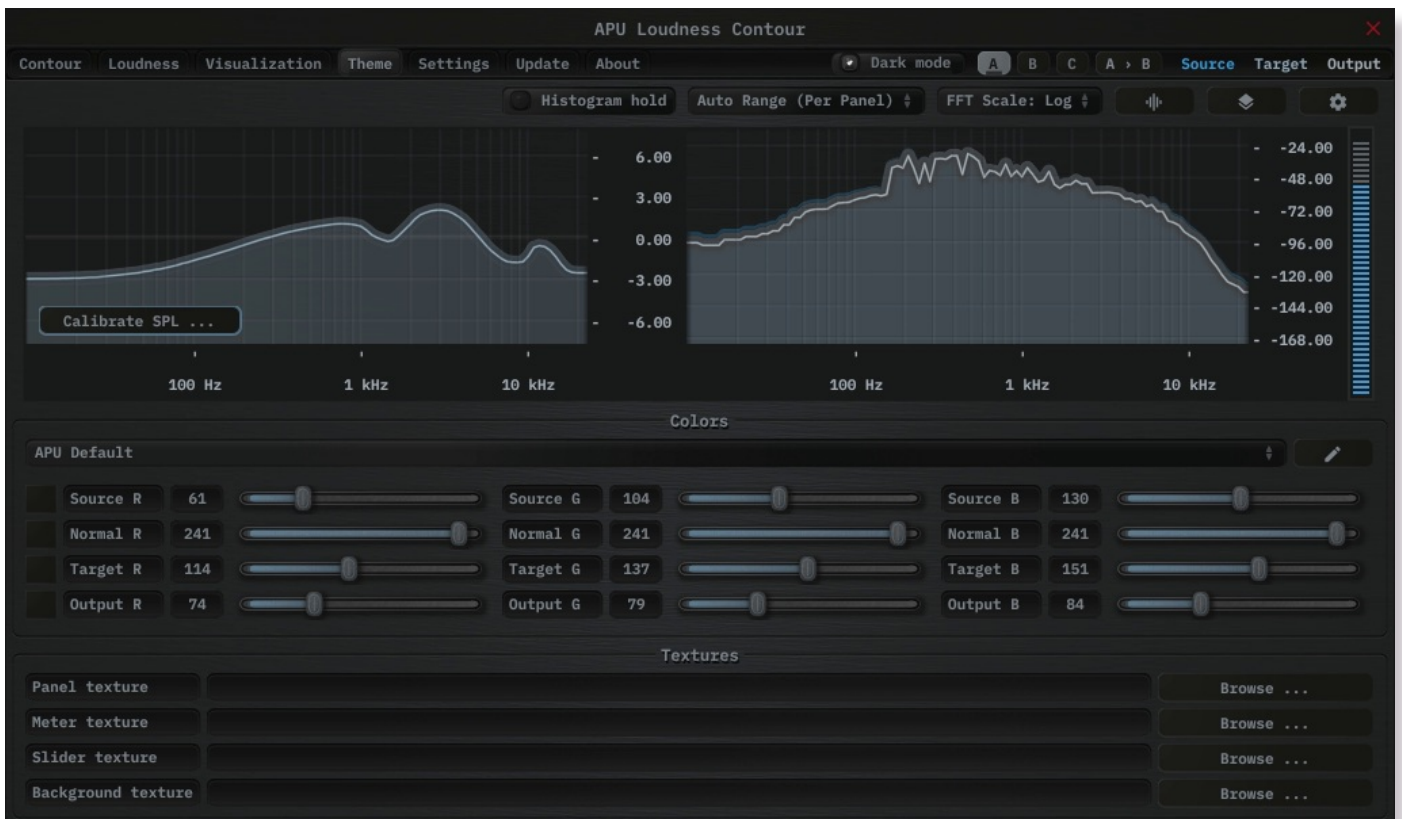 APU Loudness Contour
Contour Loudness Visualization Theme Settings Update About Dark mode A B C A › B Source Target Output
Histogram hold Auto Range (Per Panel) FFT Scale: Log
6.00
3.00
0.00
-3.00
-6.00
Calibrate SPL ...
100 Hz 1 kHz 10 kHz
-24.00
-48.00
-72.00
-96.00
-120.00
-144.00
-168.00
100 Hz 1 kHz 10 kHz
Colors
APU Default
Source R 61 Source G 104 Source B 130
Normal R 241 Normal G 241 Normal B 241
Target R 114 Target G 137 Target B 151
Output R 74 Output G 79 Output B 84
Textures
Panel texture Browse ...
Meter texture Browse ...
Slider texture Browse ...
Background texture Browse ...